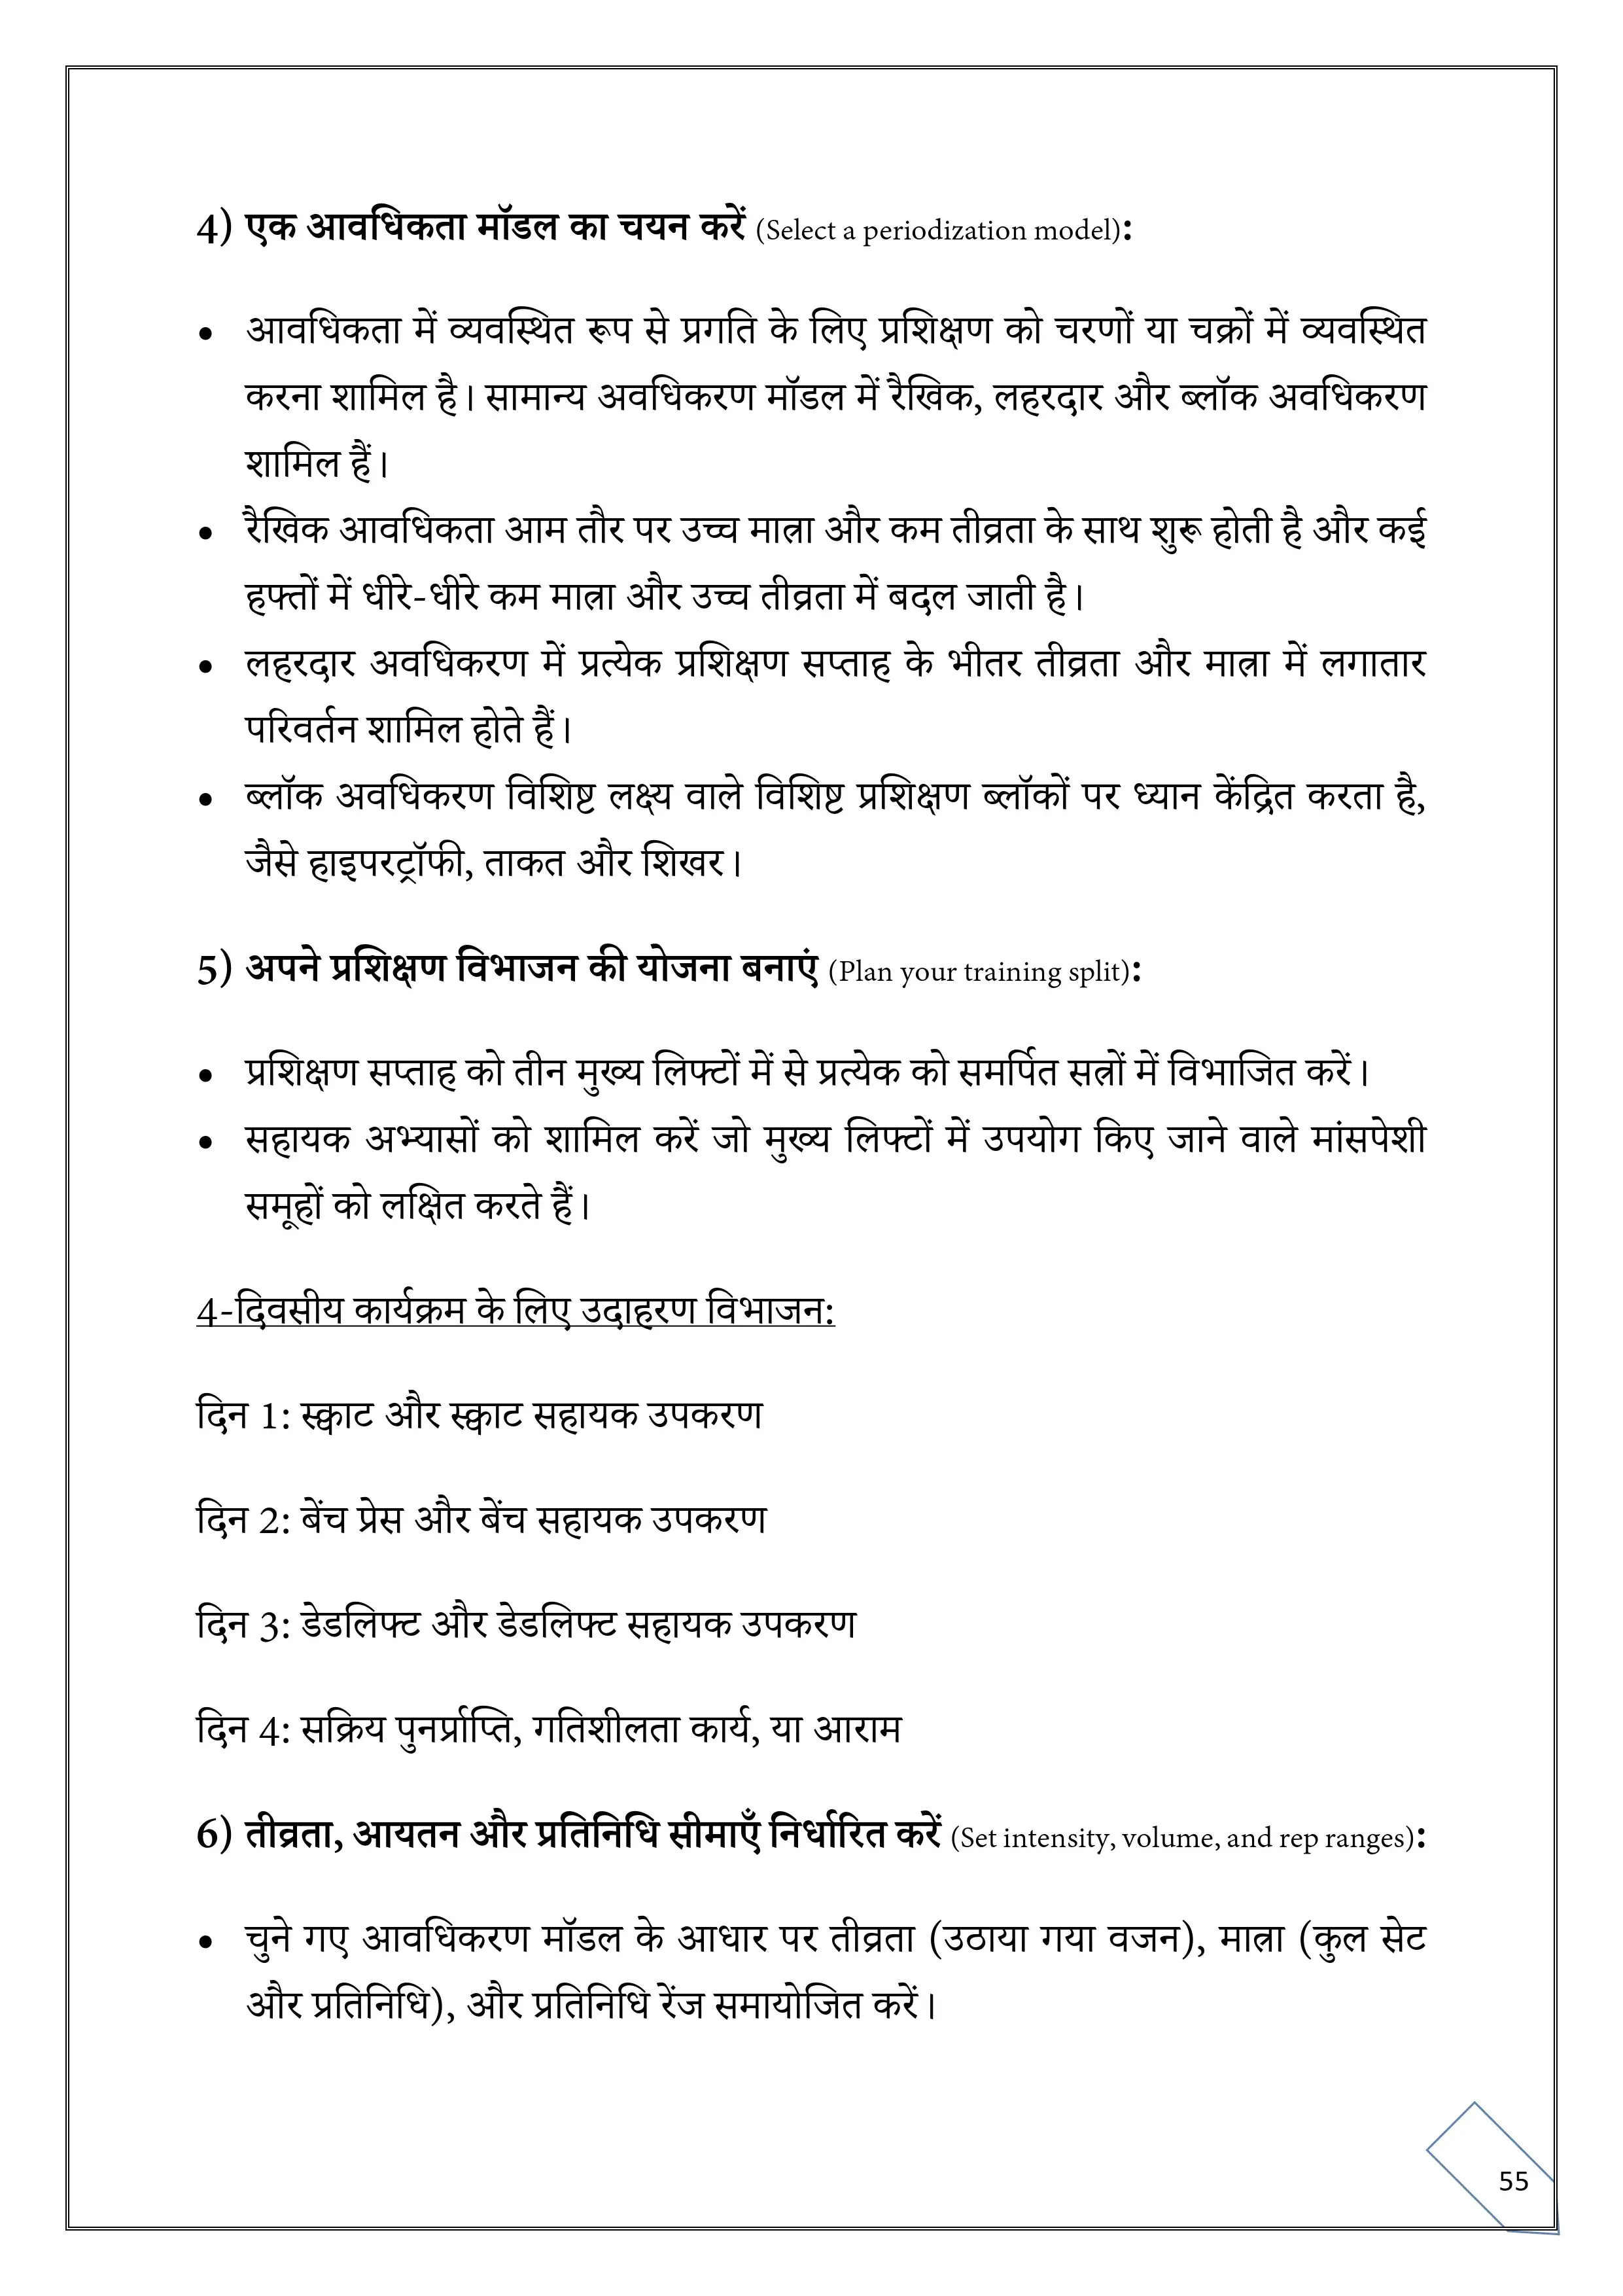 4) एक आवधिकता मॉडल का चयन करें (Select a periodization model):
• आवधिकता में व्यवस्थित रूप से प्रगति के लिए प्रशिक्षण को चरणों या चक्रों में व्यवस्थित
करना शामिल है। सामान्य अवधिकरण मॉडल में रैखिक, लहरदार और ब्लॉक अवधिकरण
शामिल हैं।
• रैखिक आवधिकता आम तौर पर उच्च मात्रा और कम तीव्रता के साथ शुरू होती है और कई
हफ्तों में धीरे-धीरे कम मात्रा और उच्च तीव्रता में बदल जाती है।
• लहरदार अवधिकरण में प्रत्येक प्रशिक्षण सप्ताह के भीतर तीव्रता और मात्रा में लगातार
परिवर्तन शामिल होते हैं।
• ब्लॉक अवधिकरण विशिष्ट लक्ष्य वाले विशिष्ट प्रशिक्षण ब्लॉकों पर ध्यान केंद्रित करता है,
जैसे हाइपरट्रॉफी, ताकत और शिखर।
5) अपने प्रशिक्षण विभाजन की योजना बनाएं (Plan your training split):
• प्रशिक्षण सप्ताह को तीन मुख्य लिफ्टों में से प्रत्येक को समर्पित सत्रों में विभाजित करें।
• सहायक अभ्यासों को शामिल करें जो मुख्य लिफ्टों में उपयोग किए जाने वाले मांसपेशी
समूहों को लक्षित करते हैं।
4-दिवसीय कार्यक्रम के लिए उदाहरण विभाजन:
दिन 1: स्क्वाट और स्क्वाट सहायक उपकरण
दिन 2: बेंच प्रेस और बेंच सहायक उपकरण
दिन 3: डेडलिफ्ट और डेडलिफ्ट सहायक उपकरण
दिन 4: सक्रिय पुनर्प्राप्ति, गतिशीलता कार्य, या आराम
6) तीव्रता, आयतन और प्रतिनिधि सीमाएँ निर्धारित करें (Set intensity, volume, and rep ranges):
• चुने गए आवधिकरण मॉडल के आधार पर तीव्रता (उठाया गया वजन), मात्रा (कुल सेट
और प्रतिनिधि), और प्रतिनिधि रेंज समायोजित करें।
55